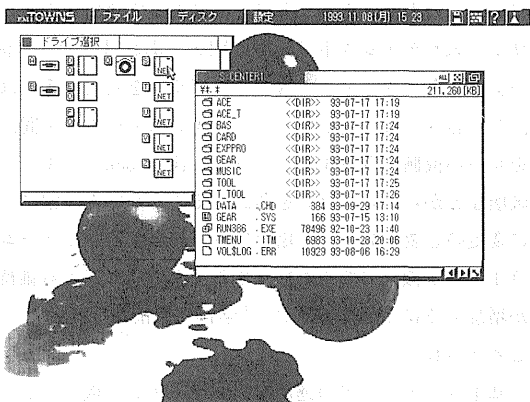 FMTOWNS ファイル ディスク 設定 1993.11.08(月) 15:23
ドライブ選択
NET
NET
NET
NET
NET
ALL
¥*.* 211,260[KB]
ACE <<DIR>> 93-07-17 17:19
ACE_T <<DIR>> 93-07-17 17:19
BAS <<DIR>> 93-07-17 17:24
CARD <<DIR>> 93-07-17 17:24
EXPPRO <<DIR>> 93-07-17 17:24
GEAR <<DIR>> 93-07-17 17:24
MUSIC <<DIR>> 93-07-17 17:24
TOOL <<DIR>> 93-07-17 17:25
T_TOOL <<DIR>> 93-07-17 17:26
DATA .CHD 384 93-09-29 17:14
GEAR .SYS 166 93-07-15 13:10
RUN386 .EXE 78496 92-10-23 11:40
TMENU .ITM 6983 93-10-28 20:06
VOL$LOG .ERR 10929 93-08-06 16:29